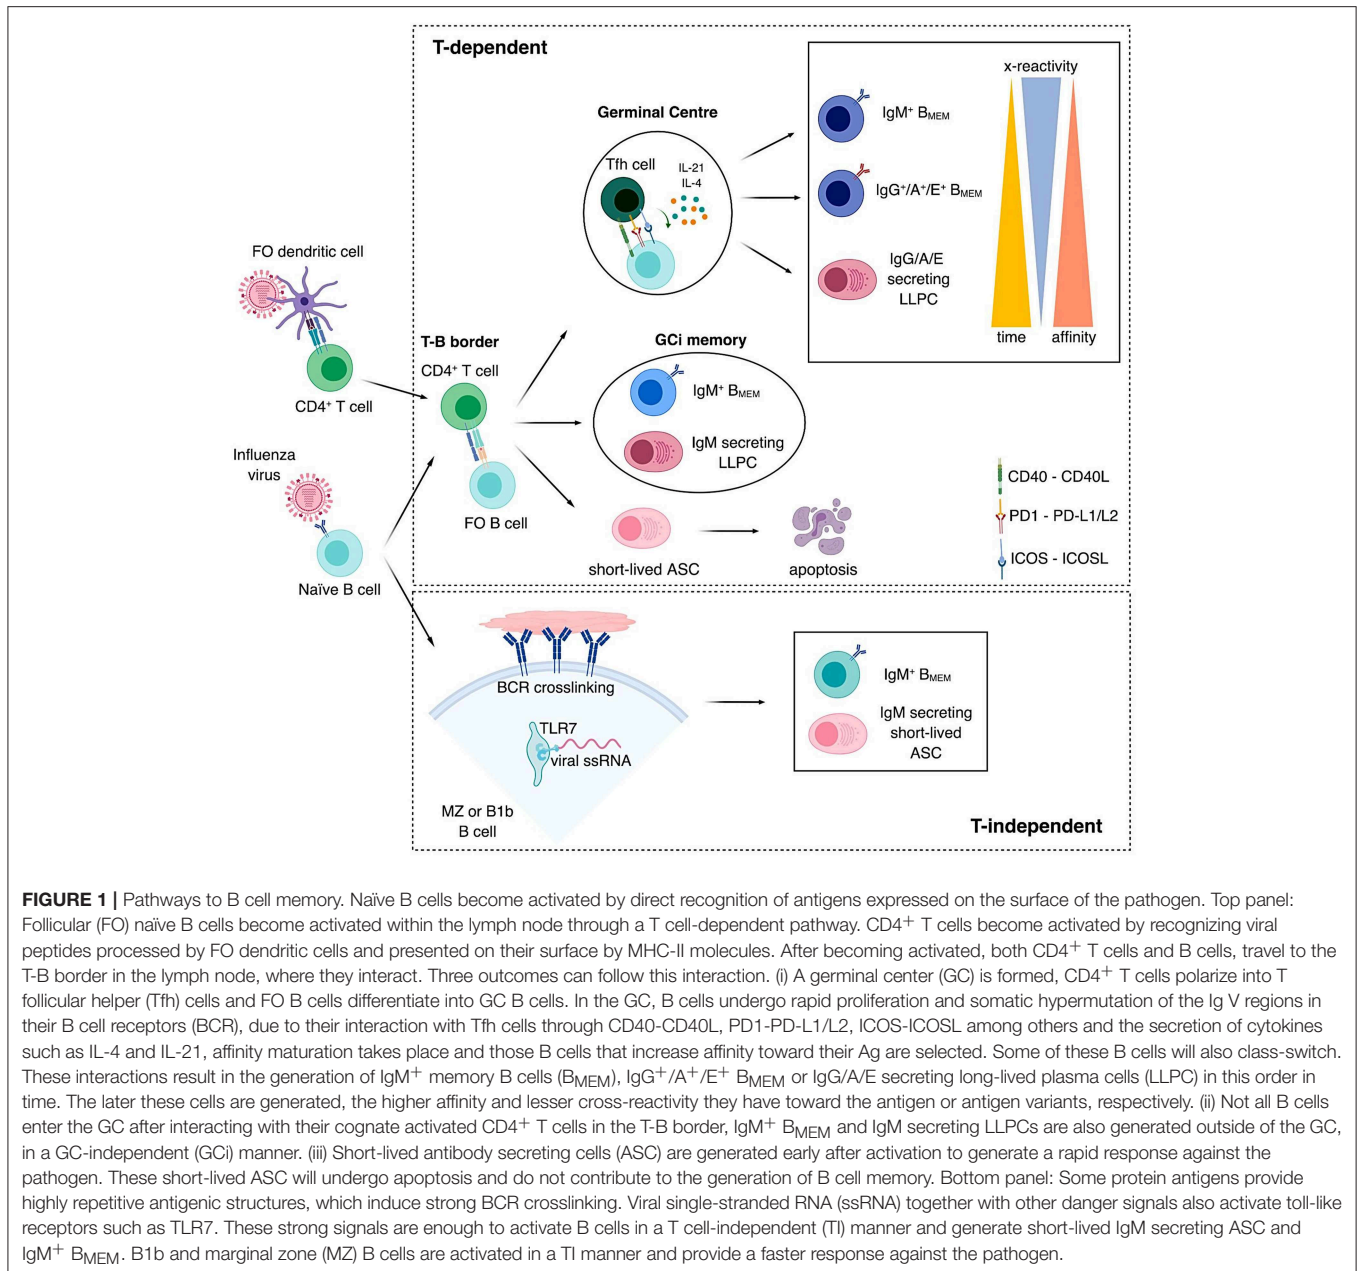 T-dependent
x-reactivity
Germinal Centre
Tfh cell
IL-21
IL-4
IgM⁺ B_MEM
IgG⁺/A⁺/E⁺ B_MEM
IgG/A/E
secreting
LLPC
time
affinity
FO dendritic cell
CD4⁺ T cell
T-B border
CD4⁺ T cell
FO B cell
GCi memory
IgM⁺ B_MEM
IgM secreting
LLPC
Influenza
virus
Naïve B cell
short-lived ASC
apoptosis
CD40 - CD40L
PD1 - PD-L1/L2
ICOS - ICOSL
BCR crosslinking
TLR7
viral ssRNA
MZ or B1b
B cell
IgM⁺ B_MEM
IgM secreting
short-lived
ASC
T-independent
FIGURE 1 | Pathways to B cell memory. Naïve B cells become activated by direct recognition of antigens expressed on the surface of the pathogen. Top panel:
Follicular (FO) naïve B cells become activated within the lymph node through a T cell-dependent pathway. CD4⁺ T cells become activated by recognizing viral
peptides processed by FO dendritic cells and presented on their surface by MHC-II molecules. After becoming activated, both CD4⁺ T cells and B cells, travel to the
T-B border in the lymph node, where they interact. Three outcomes can follow this interaction. (i) A germinal center (GC) is formed, CD4⁺ T cells polarize into T
follicular helper (Tfh) cells and FO B cells differentiate into GC B cells. In the GC, B cells undergo rapid proliferation and somatic hypermutation of the Ig V regions in
their B cell receptors (BCR), due to their interaction with Tfh cells through CD40-CD40L, PD1-PD-L1/L2, ICOS-ICOSL among others and the secretion of cytokines
such as IL-4 and IL-21, affinity maturation takes place and those B cells that increase affinity toward their Ag are selected. Some of these B cells will also class-switch.
These interactions result in the generation of IgM⁺ memory B cells (B_MEM), IgG⁺/A⁺/E⁺ B_MEM or IgG/A/E secreting long-lived plasma cells (LLPC) in this order in
time. The later these cells are generated, the higher affinity and lesser cross-reactivity they have toward the antigen or antigen variants, respectively. (ii) Not all B cells
enter the GC after interacting with their cognate activated CD4⁺ T cells in the T-B border, IgM⁺ B_MEM and IgM secreting LLPCs are also generated outside of the GC,
in a GC-independent (GCi) manner. (iii) Short-lived antibody secreting cells (ASC) are generated early after activation to generate a rapid response against the
pathogen. These short-lived ASC will undergo apoptosis and do not contribute to the generation of B cell memory. Bottom panel: Some protein antigens provide
highly repetitive antigenic structures, which induce strong BCR crosslinking. Viral single-stranded RNA (ssRNA) together with other danger signals also activate toll-like
receptors such as TLR7. These strong signals are enough to activate B cells in a T cell-independent (TI) manner and generate short-lived IgM secreting ASC and
IgM⁺ B_MEM. B1b and marginal zone (MZ) B cells are activated in a TI manner and provide a faster response against the pathogen.